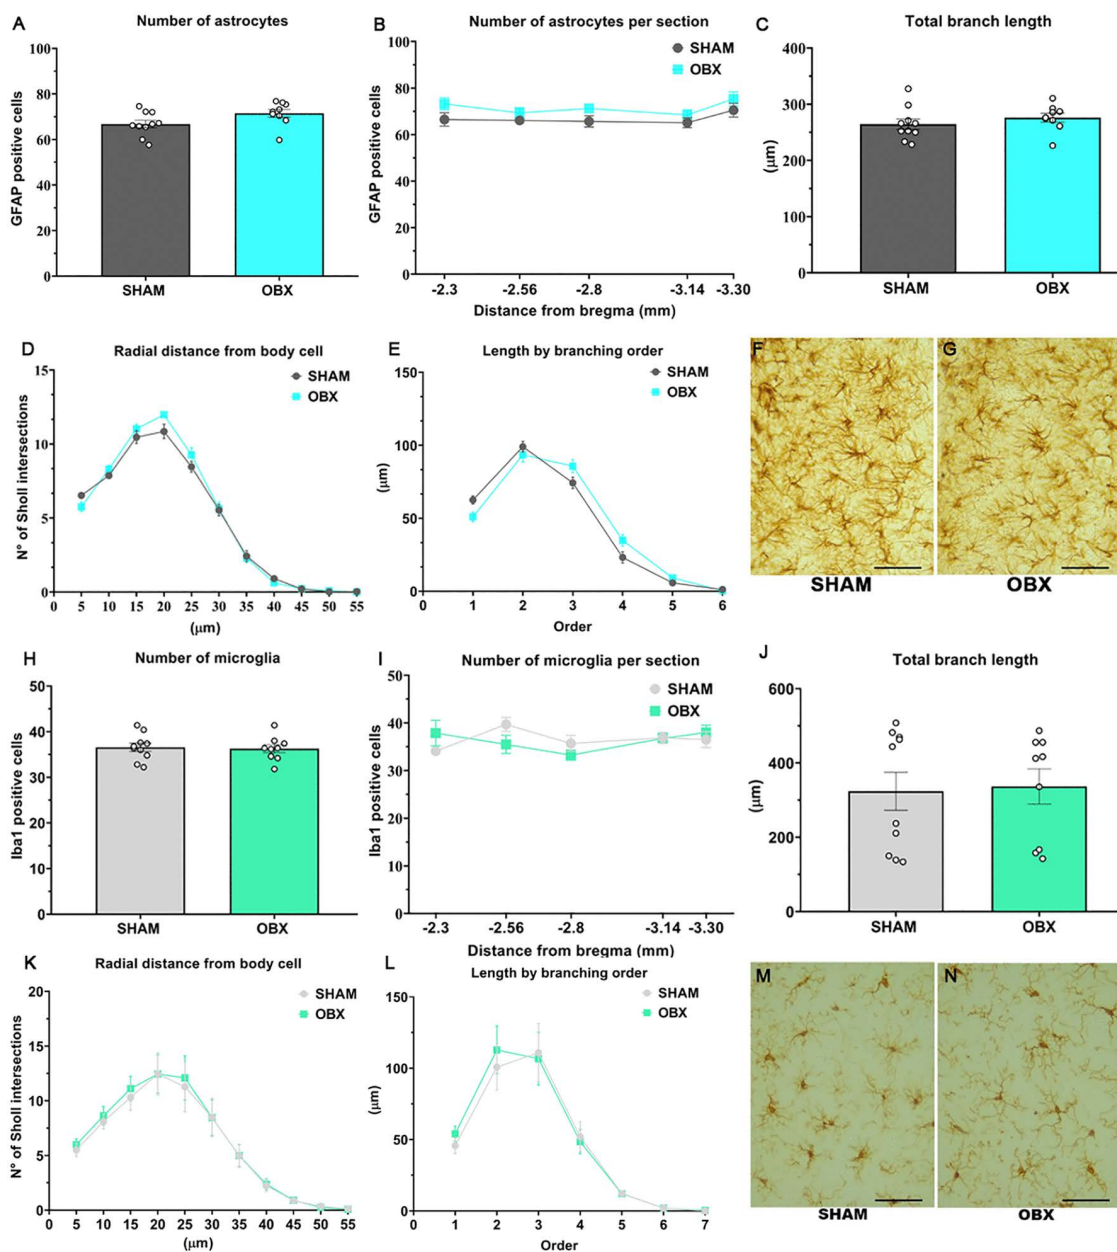 A
Number of astrocytes
GFAP positive cells
100
80
60
40
20
0
SHAM
OBX
B
Number of astrocytes per section
SHAM
OBX
GFAP positive cells
100
80
60
40
20
0
-2.3
-2.56
-2.8
-3.14
-3.30
Distance from bregma (mm)
C
Total branch length
(μm)
400
300
200
100
0
SHAM
OBX
D
Radial distance from body cell
SHAM
OBX
N° of Sholl intersections
15
10
5
0
0 5 10 15 20 25 30 35 40 45 50 55
(μm)
E
Length by branching order
SHAM
OBX
(μm)
150
100
50
0
0 1 2 3 4 5 6
Order
F
SHAM
G
OBX
H
Number of microglia
Iba1 positive cells
50
40
30
20
10
0
SHAM
OBX
I
Number of microglia per section
SHAM
OBX
Iba1 positive cells
50
40
30
20
10
0
-2.3
-2.56
-2.8
-3.14
-3.30
Distance from bregma (mm)
J
Total branch length
(μm)
600
400
200
0
SHAM
OBX
K
Radial distance from body cell
SHAM
OBX
N° of Sholl intersections
20
15
10
5
0
0 5 10 15 20 25 30 35 40 45 50 55
(μm)
L
Length by branching order
SHAM
OBX
(μm)
150
100
50
0
0 1 2 3 4 5 6 7
Order
M
SHAM
N
OBX